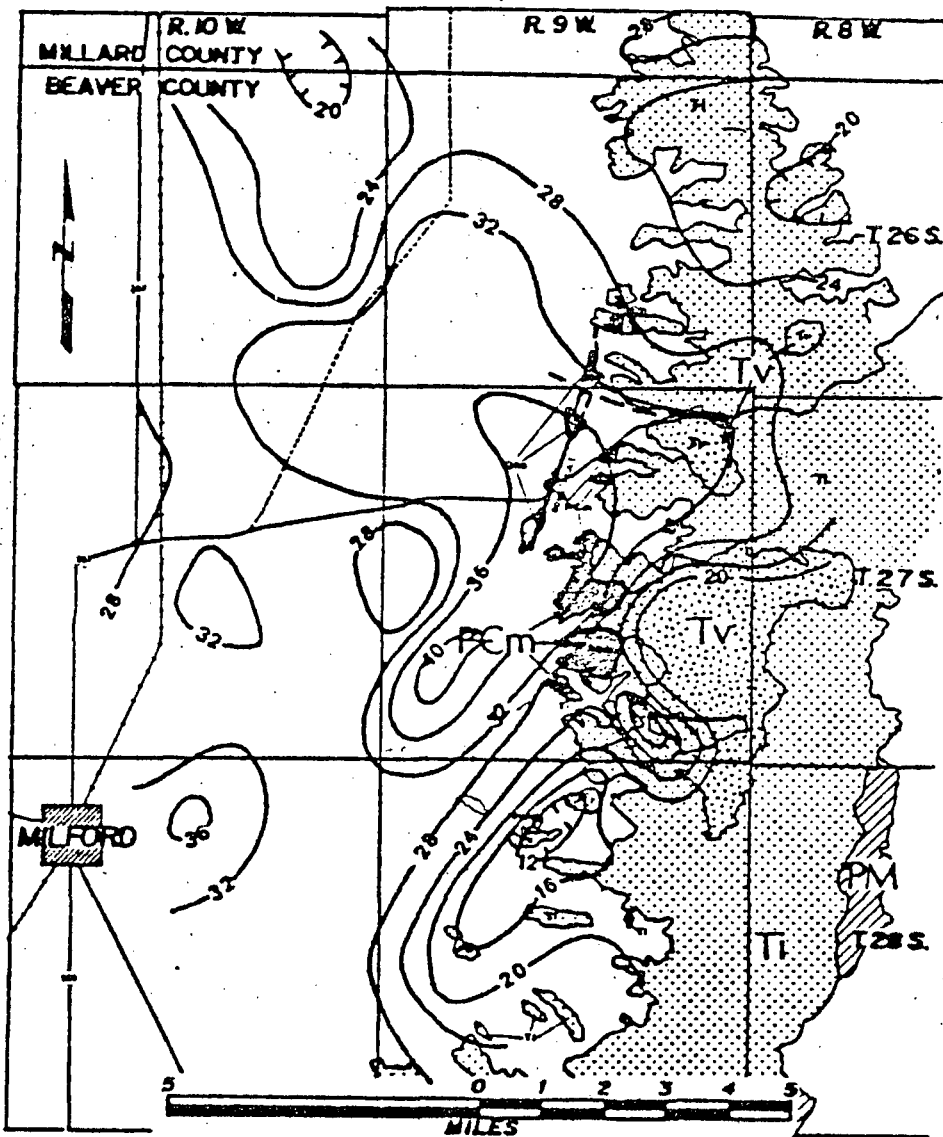 R. 10 W.
R. 9 W.
R. 8 W.
MILLARD COUNTY
BEAVER COUNTY
28
20
20
24
28
32
T. 26 S.
24
N
Tv
28
36
20
T. 27 S.
28
32
PЄm
Tv
40
32
MILFORD
36
28
24
12
16
PM
32
Ti
T. 28 S.
20
5 0 1 2 3 4 5
MILES